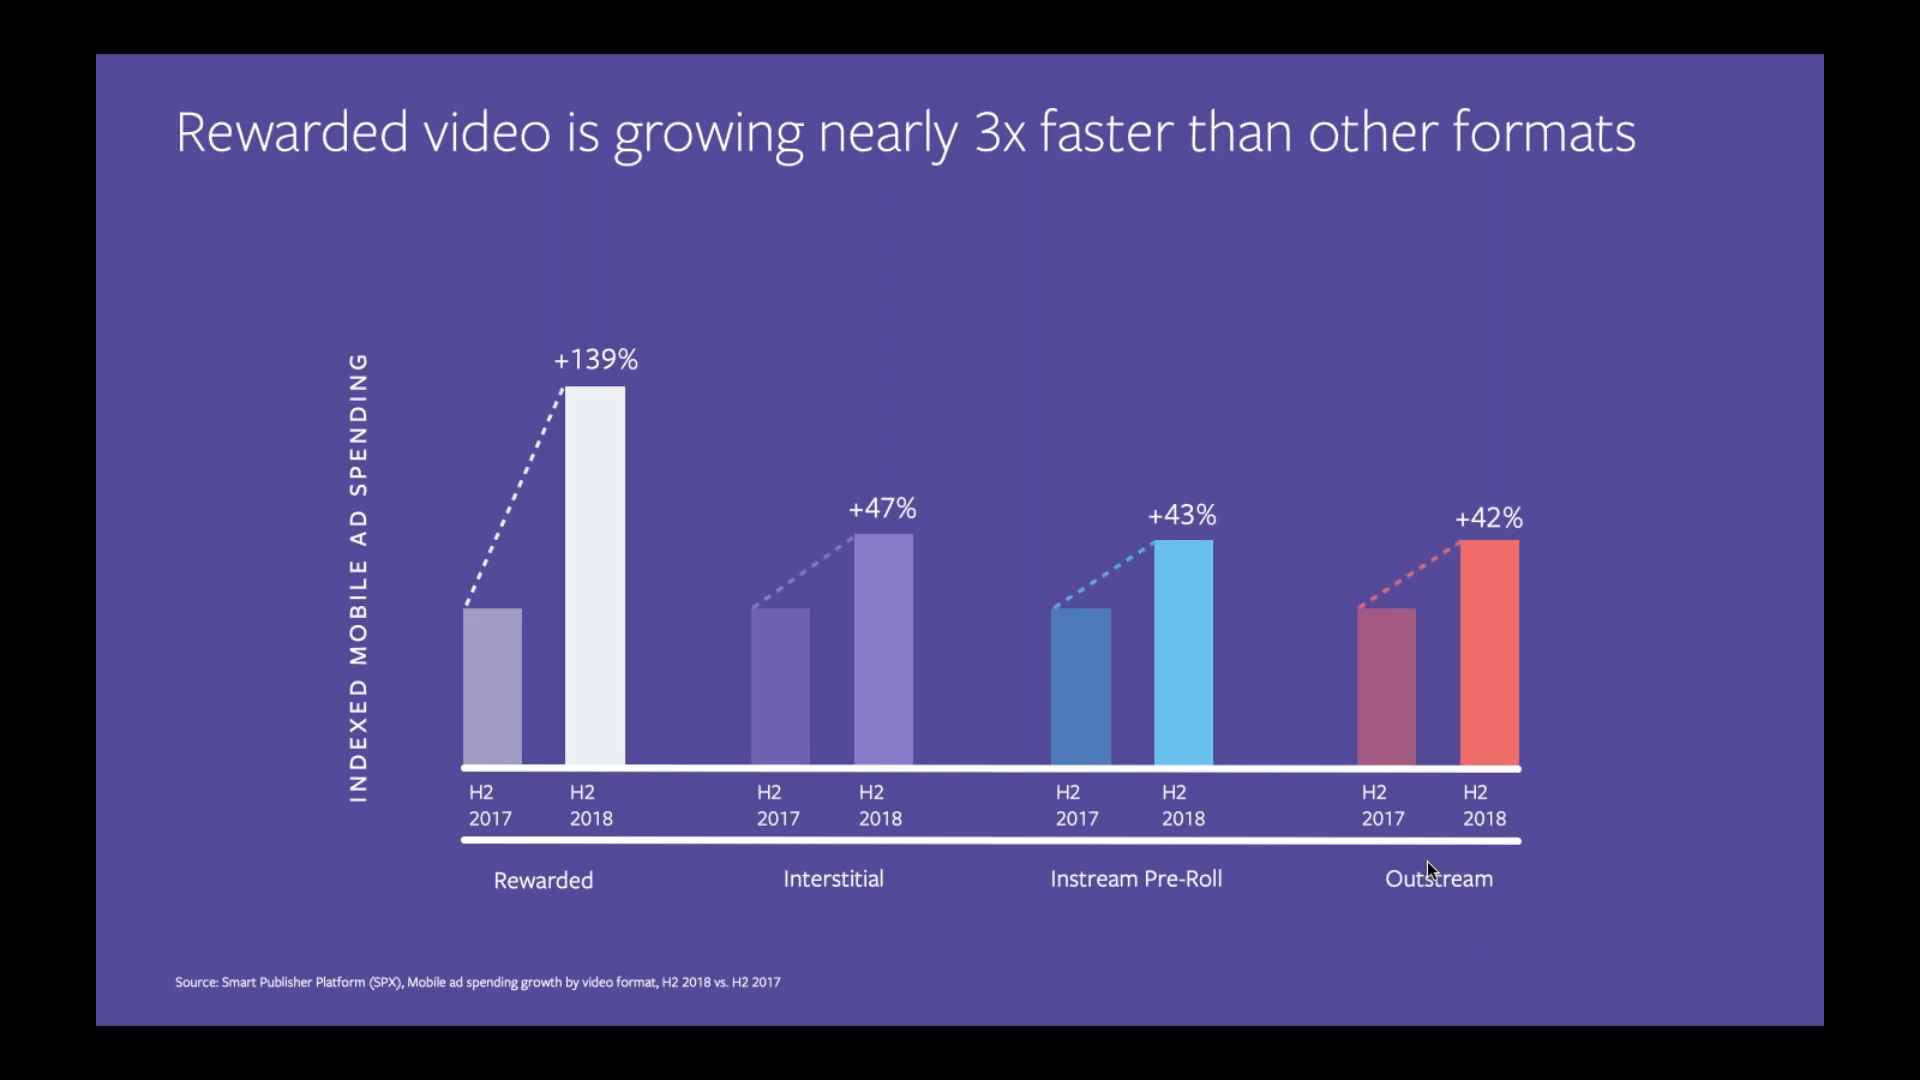 Rewarded video is growing nearly 3x faster than other formats
INDEXED MOBILE AD SPENDING
+139%
+47%
+43%
+42%
H2 2017
H2 2018
H2 2017
H2 2018
H2 2017
H2 2018
H2 2017
H2 2018
Rewarded
Interstitial
Instream Pre-Roll
Outstream
Source: Smart Publisher Platform (SPX), Mobile ad spending growth by video format, H2 2018 vs. H2 2017